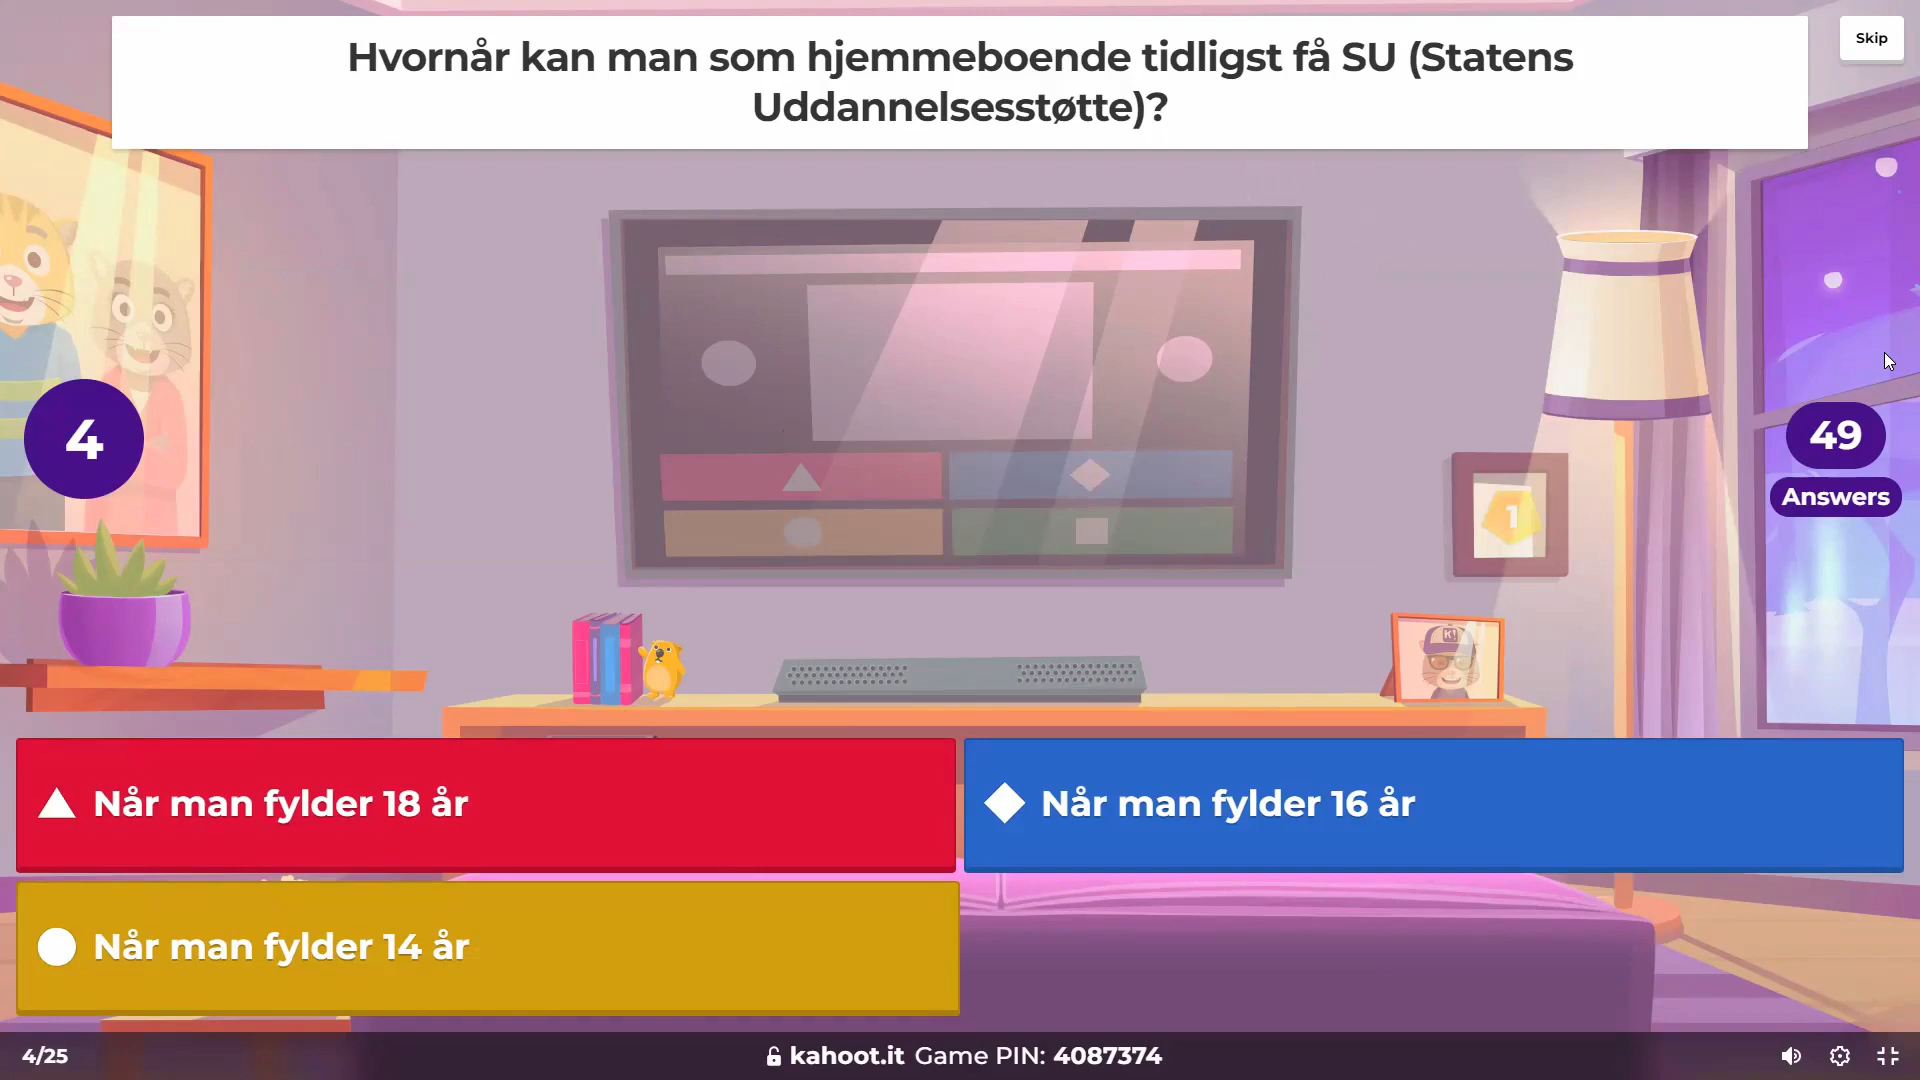 Hvornår kan man som hjemmeboende tidligst få SU (Statens
Uddannelsesstøtte)?
Skip
4
49
Answers
1
K!
Når man fylder 18 år
Når man fylder 16 år
Når man fylder 14 år
4/25
kahoot.it Game PIN: 4087374